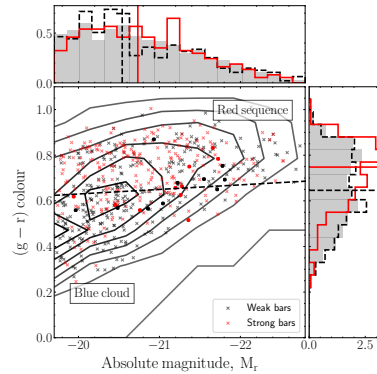 0.5
0.0
1.0
0.8
0.6
0.4
0.2
0.0
(g − r) colour
Red sequence
Blue cloud
Weak bars
Strong bars
−20
−21
−22
0.0
2.5
Absolute magnitude, Mr